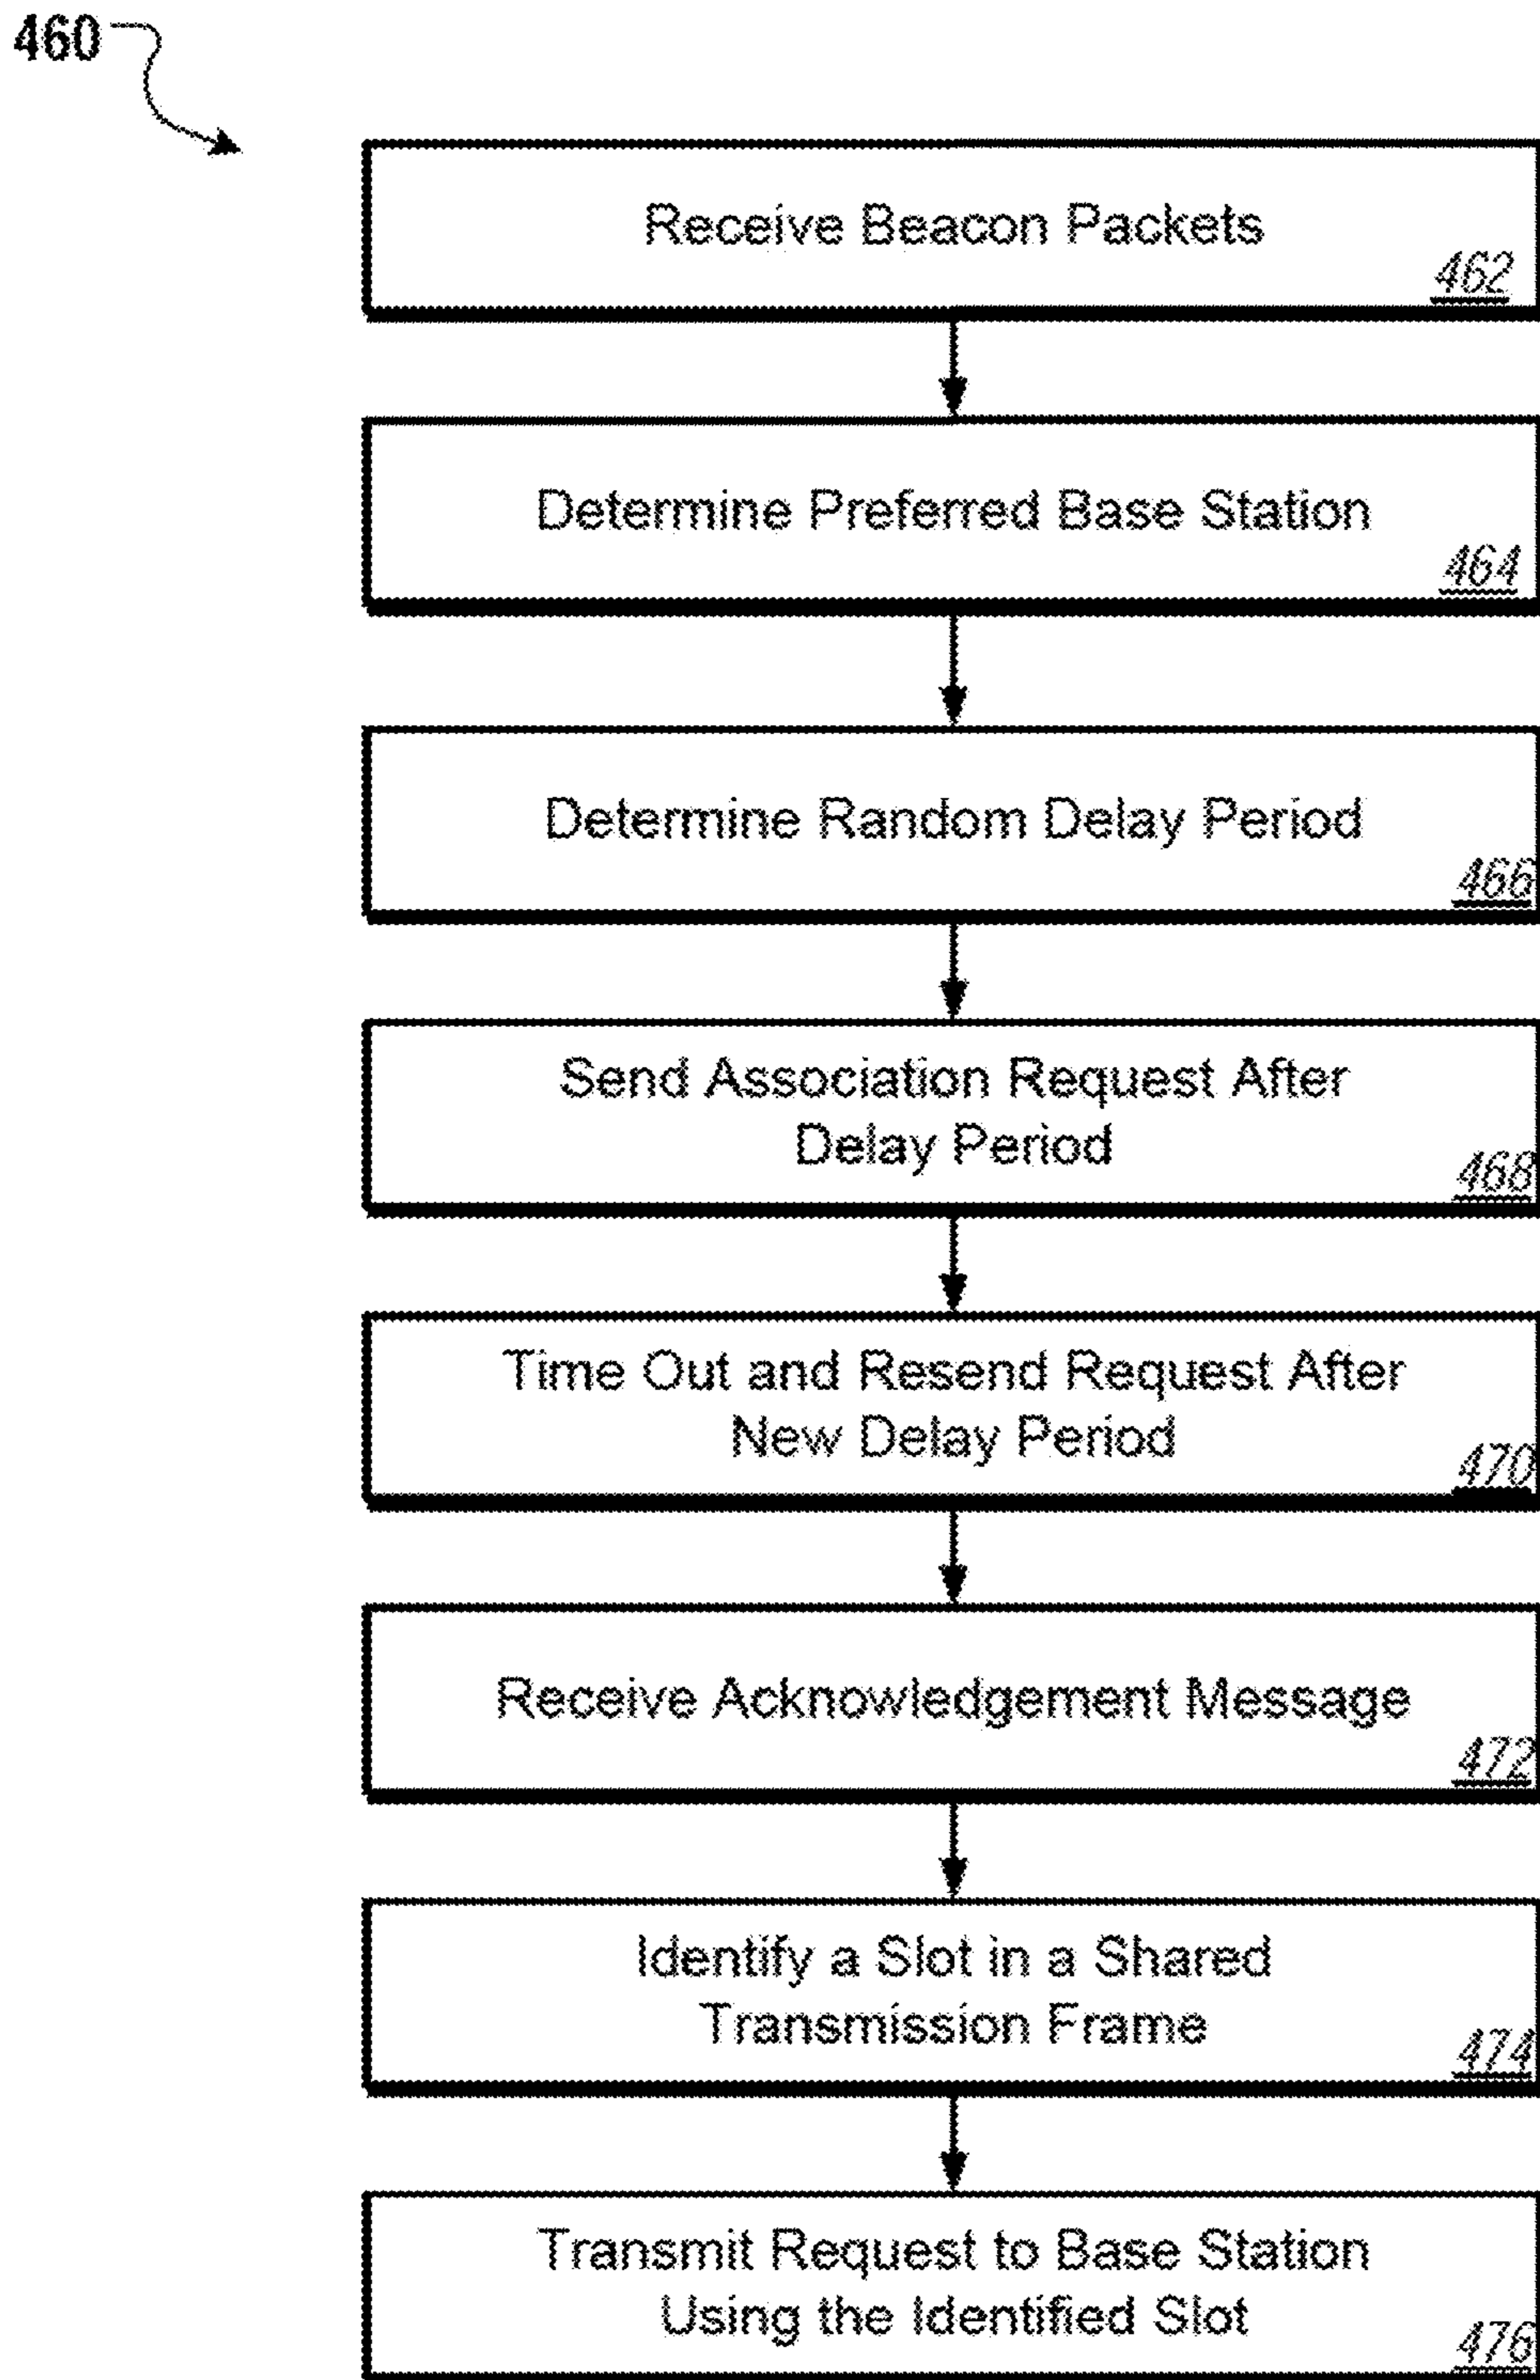 460
Receive Beacon Packets
462
Determine Preferred Base Station
464
Determine Random Delay Period
466
Send Association Request After
Delay Period
468
Time Out and Resend Request After
New Delay Period
470
Receive Acknowledgement Message
472
Identify a Slot in a Shared
Transmission Frame
474
Transmit Request to Base Station
Using the Identified Slot
476